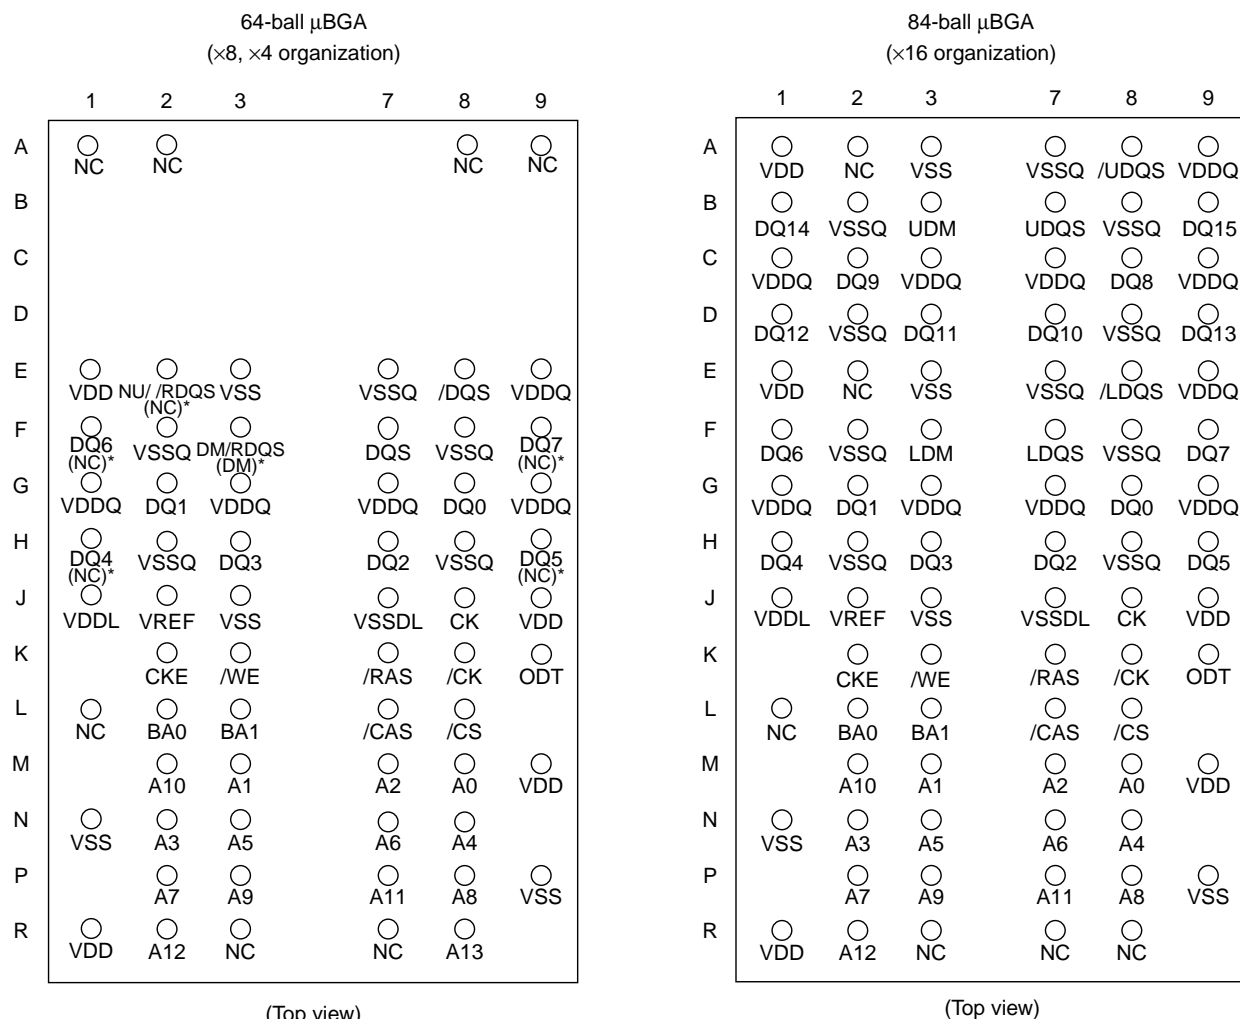 64-ball μBGA
(×8, ×4 organization)
1 2 3 7 8 9
A
NC NC NC NC
B
C
D
E
VDD NU/ /RDQS VSS VSSQ /DQS VDDQ
(NC)*
F
DQ6 VSSQ DM/RDQS DQS VSSQ DQ7
(NC)* (DM)* (NC)*
G
VDDQ DQ1 VDDQ VDDQ DQ0 VDDQ
H
DQ4 VSSQ DQ3 DQ2 VSSQ DQ5
(NC)* (NC)*
J
VDDL VREF VSS VSSDL CK VDD
K
CKE /WE /RAS /CK ODT
L
NC BA0 BA1 /CAS /CS
M
A10 A1 A2 A0 VDD
N
VSS A3 A5 A6 A4
P
A7 A9 A11 A8 VSS
R
VDD A12 NC NC A13
(Top view)
84-ball μBGA
(×16 organization)
1 2 3 7 8 9
A
VDD NC VSS VSSQ /UDQS VDDQ
B
DQ14 VSSQ UDM UDQS VSSQ DQ15
C
VDDQ DQ9 VDDQ VDDQ DQ8 VDDQ
D
DQ12 VSSQ DQ11 DQ10 VSSQ DQ13
E
VDD NC VSS VSSQ /LDQS VDDQ
F
DQ6 VSSQ LDM LDQS VSSQ DQ7
G
VDDQ DQ1 VDDQ VDDQ DQ0 VDDQ
H
DQ4 VSSQ DQ3 DQ2 VSSQ DQ5
J
VDDL VREF VSS VSSDL CK VDD
K
CKE /WE /RAS /CK ODT
L
NC BA0 BA1 /CAS /CS
M
A10 A1 A2 A0 VDD
N
VSS A3 A5 A6 A4
P
A7 A9 A11 A8 VSS
R
VDD A12 NC NC NC
(Top view)